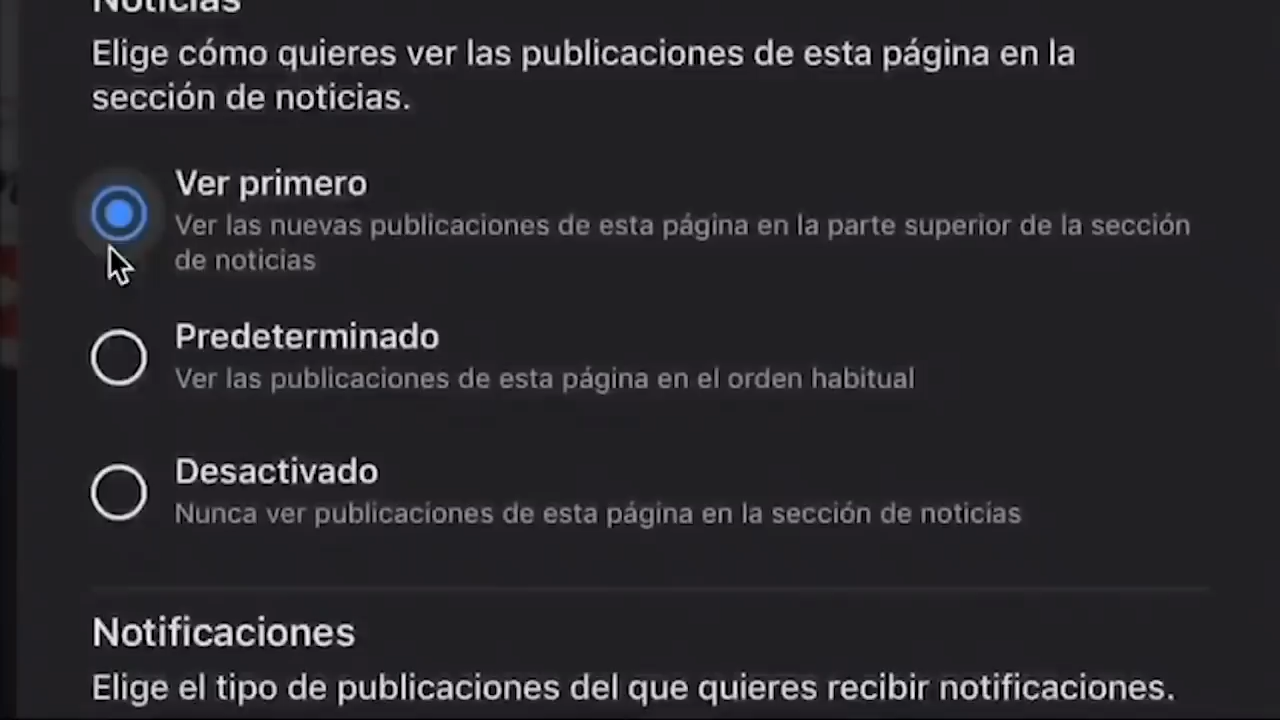 Noticias
Elige cómo quieres ver las publicaciones de esta página en la
sección de noticias.
Ver primero
Ver las nuevas publicaciones de esta página en la parte superior de la sección
de noticias
Predeterminado
Ver las publicaciones de esta página en el orden habitual
Desactivado
Nunca ver publicaciones de esta página en la sección de noticias
Notificaciones
Elige el tipo de publicaciones del que quieres recibir notificaciones.